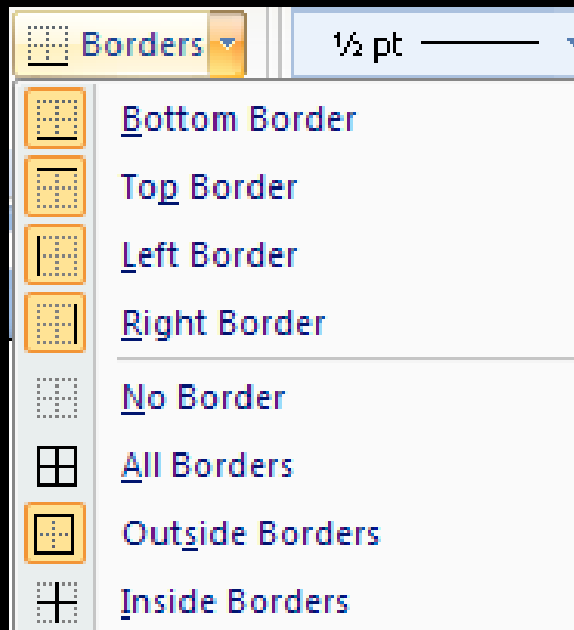 Borders ½ pt
Bottom Border
Top Border
Left Border
Right Border
No Border
All Borders
Outside Borders
Inside Borders